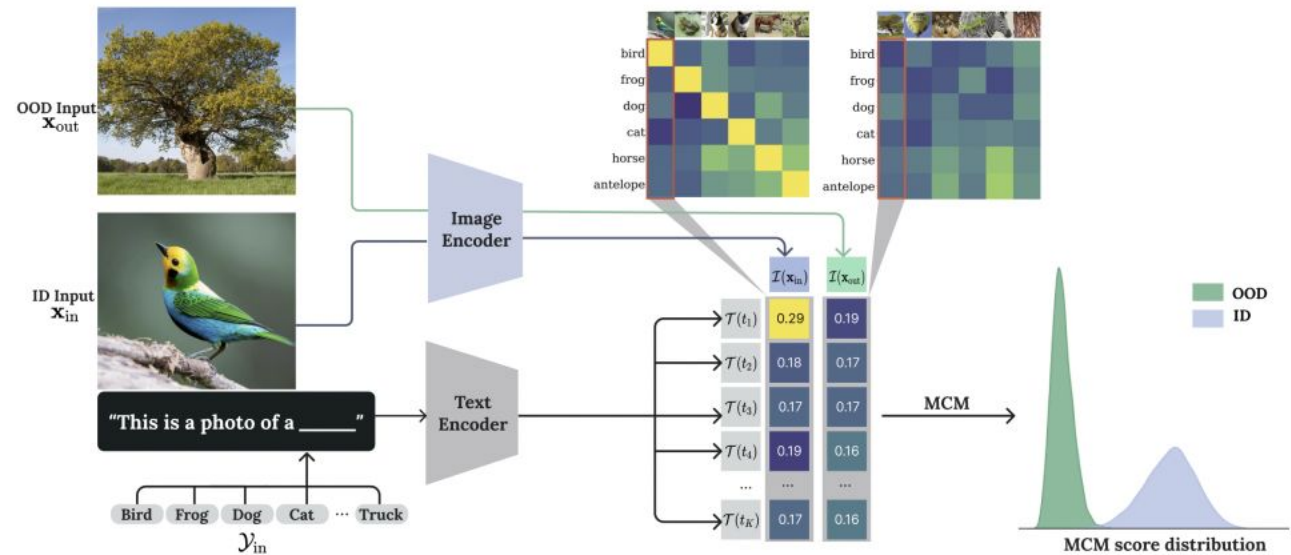 OOD Input
x_out
ID Input
x_in
"This is a photo of a _____"
Bird Frog Dog Cat ... Truck
𝒴_in
Image
Encoder
Text
Encoder
bird
frog
dog
cat
horse
antelope
bird
frog
dog
cat
horse
antelope
ℐ(x_in) ℐ(x_out)
𝒯(t_1) 0.29 0.19
𝒯(t_2) 0.18 0.17
𝒯(t_3) 0.17 0.17
𝒯(t_4) 0.19 0.16
... ... ...
𝒯(t_K) 0.17 0.16
MCM
OOD
ID
MCM score distribution